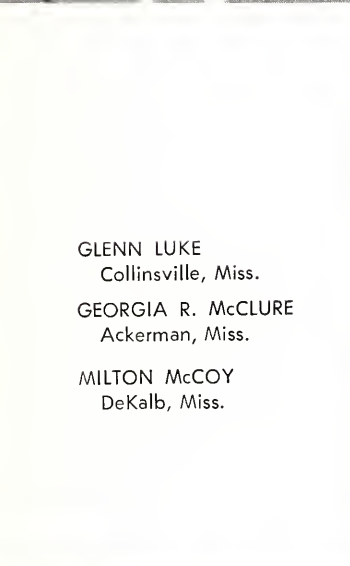 GLENN LUKE
Collinsville, Miss.
GEORGIA R. McCLURE
Ackerman, Miss.
MILTON McCOY
DeKalb, Miss.